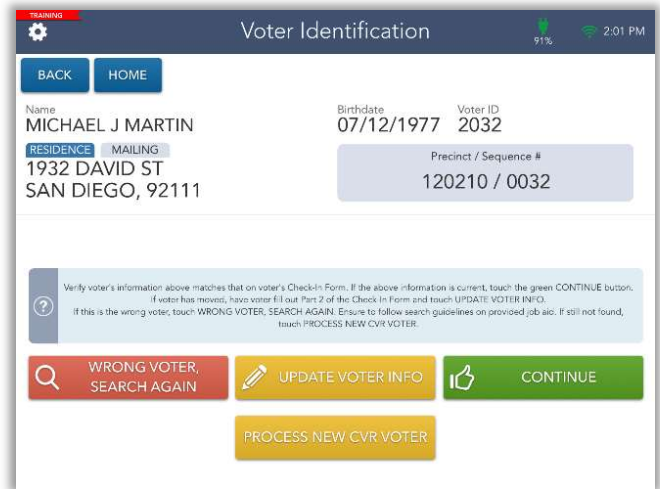 TRAINING
Voter Identification
91%
2:01 PM
BACK
HOME
Name
MICHAEL J MARTIN
Birthdate
07/12/1977
Voter ID
2032
RESIDENCE
MAILING
1932 DAVID ST
SAN DIEGO, 92111
Precinct / Sequence #
120210 / 0032
Verify voter's information above matches that on voter's Check-In Form. If the above information is current, touch the green CONTINUE button.
If voter has moved, have voter fill out Part 2 of the Check-In Form and touch UPDATE VOTER INFO.
If this is the wrong voter, touch WRONG VOTER, SEARCH AGAIN. Ensure to follow search guidelines on provided job aid. If still not found,
touch PROCESS NEW CVR VOTER.
?
WRONG VOTER,
SEARCH AGAIN
UPDATE VOTER INFO
CONTINUE
PROCESS NEW CVR VOTER